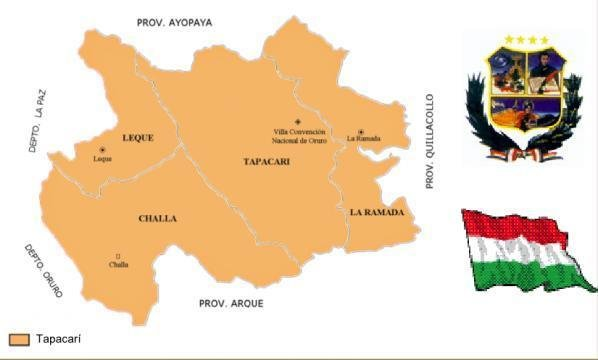 PROV. AYOPAYA
DEPTO. LA PAZ
LEQUE
Leque
Villa Convención
Nacional de Oruro
La Ramada
TAPACARI
PROV. QUILLACOLLO
CHALLA
LA RAMADA
Challa
DEPTO. ORURO
PROV. ARQUE
Tapacarí